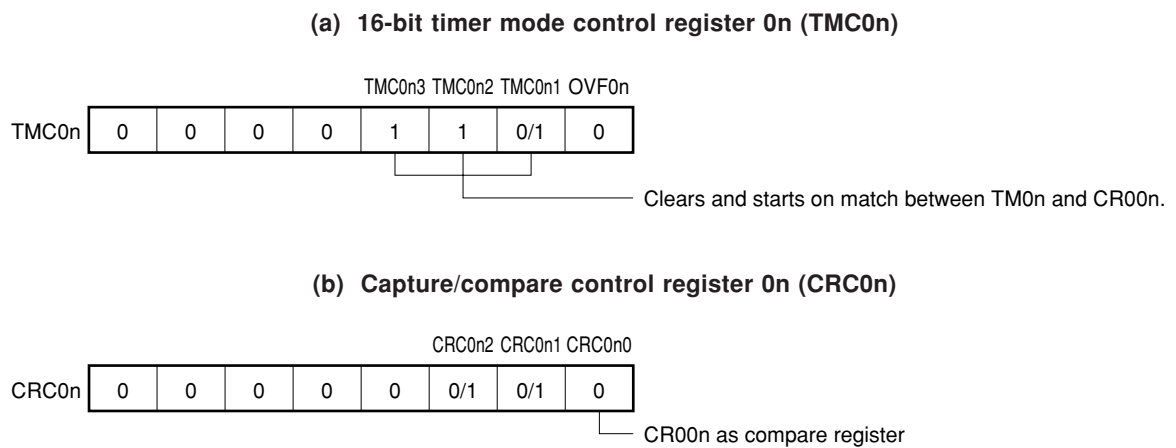 (a) 16-bit timer mode control register 0n (TMC0n)
TMC0n3 TMC0n2 TMC0n1 OVF0n
TMC0n 0 0 0 0 1 1 0/1 0
Clears and starts on match between TM0n and CR00n.
(b) Capture/compare control register 0n (CRC0n)
CRC0n2 CRC0n1 CRC0n0
CRC0n 0 0 0 0 0 0/1 0/1 0
CR00n as compare register